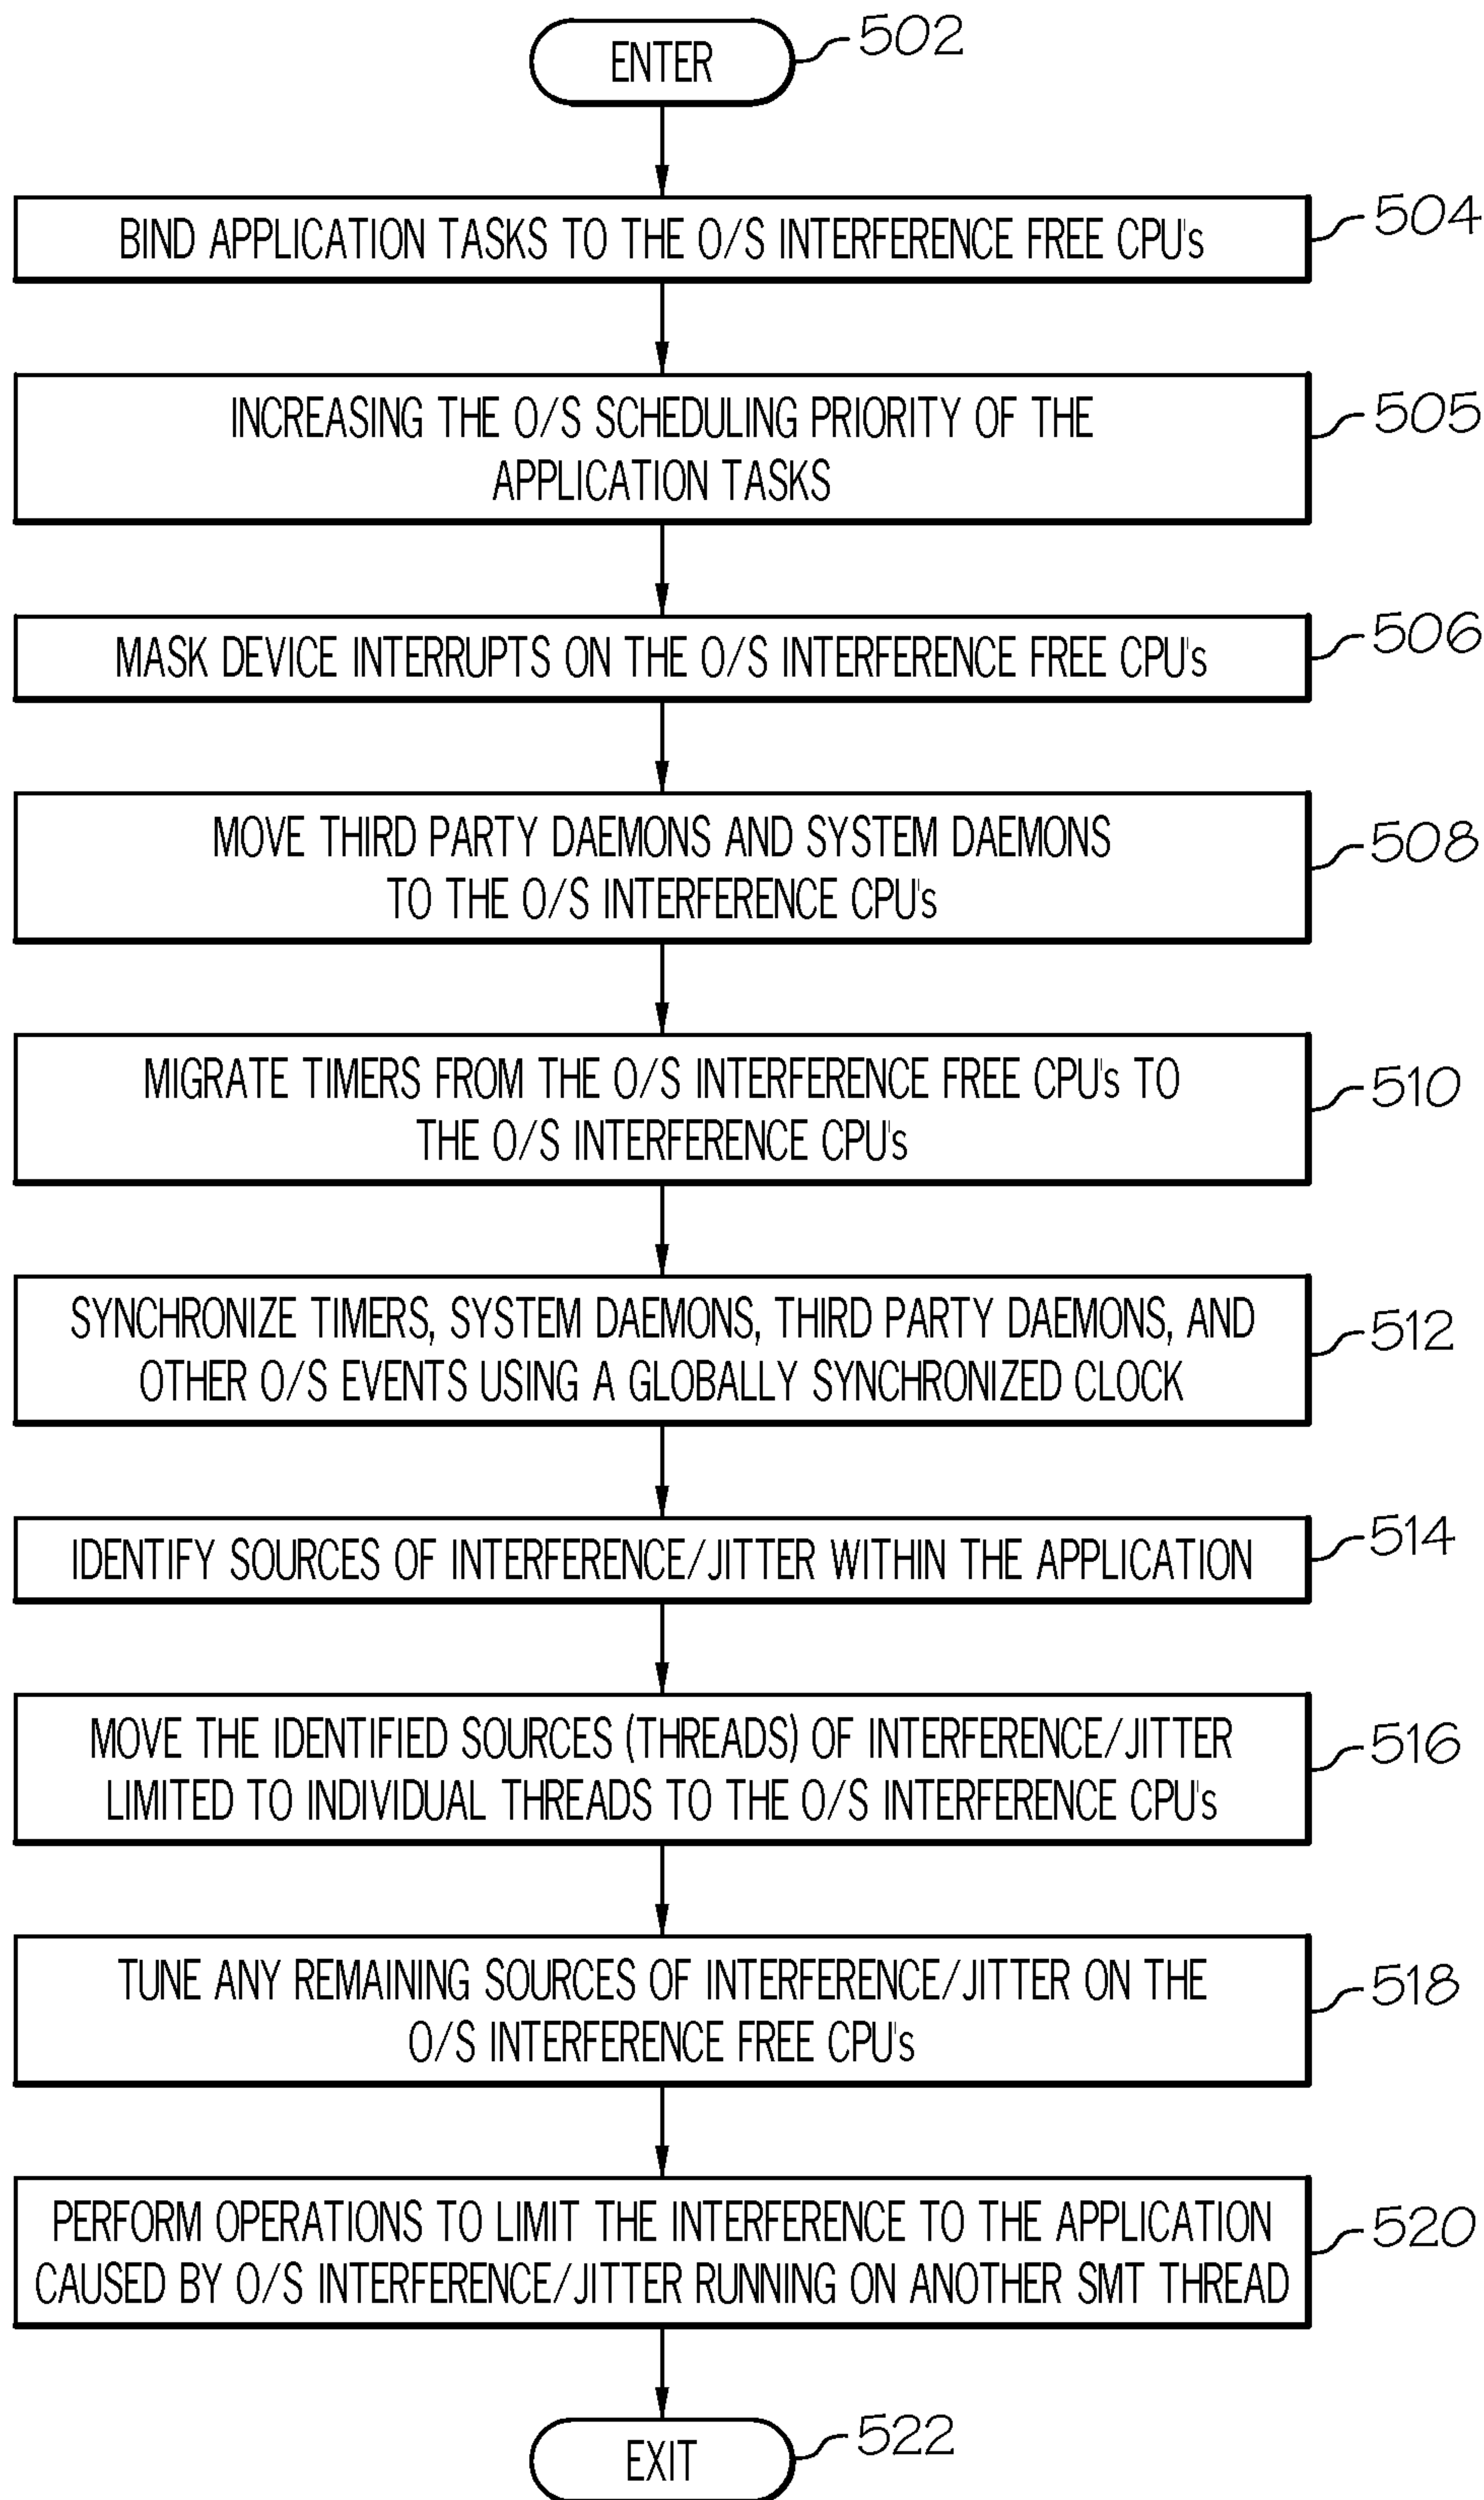 ENTER
502
BIND APPLICATION TASKS TO THE O/S INTERFERENCE FREE CPU's
504
INCREASING THE O/S SCHEDULING PRIORITY OF THE
APPLICATION TASKS
505
MASK DEVICE INTERRUPTS ON THE O/S INTERFERENCE FREE CPU's
506
MOVE THIRD PARTY DAEMONS AND SYSTEM DAEMONS
TO THE O/S INTERFERENCE CPU's
508
MIGRATE TIMERS FROM THE O/S INTERFERENCE FREE CPU's TO
THE O/S INTERFERENCE CPU's
510
SYNCHRONIZE TIMERS, SYSTEM DAEMONS, THIRD PARTY DAEMONS, AND
OTHER O/S EVENTS USING A GLOBALLY SYNCHRONIZED CLOCK
512
IDENTIFY SOURCES OF INTERFERENCE/JITTER WITHIN THE APPLICATION
514
MOVE THE IDENTIFIED SOURCES (THREADS) OF INTERFERENCE/JITTER
LIMITED TO INDIVIDUAL THREADS TO THE O/S INTERFERENCE CPU's
516
TUNE ANY REMAINING SOURCES OF INTERFERENCE/JITTER ON THE
O/S INTERFERENCE FREE CPU's
518
PERFORM OPERATIONS TO LIMIT THE INTERFERENCE TO THE APPLICATION
CAUSED BY O/S INTERFERENCE/JITTER RUNNING ON ANOTHER SMT THREAD
520
EXIT
522